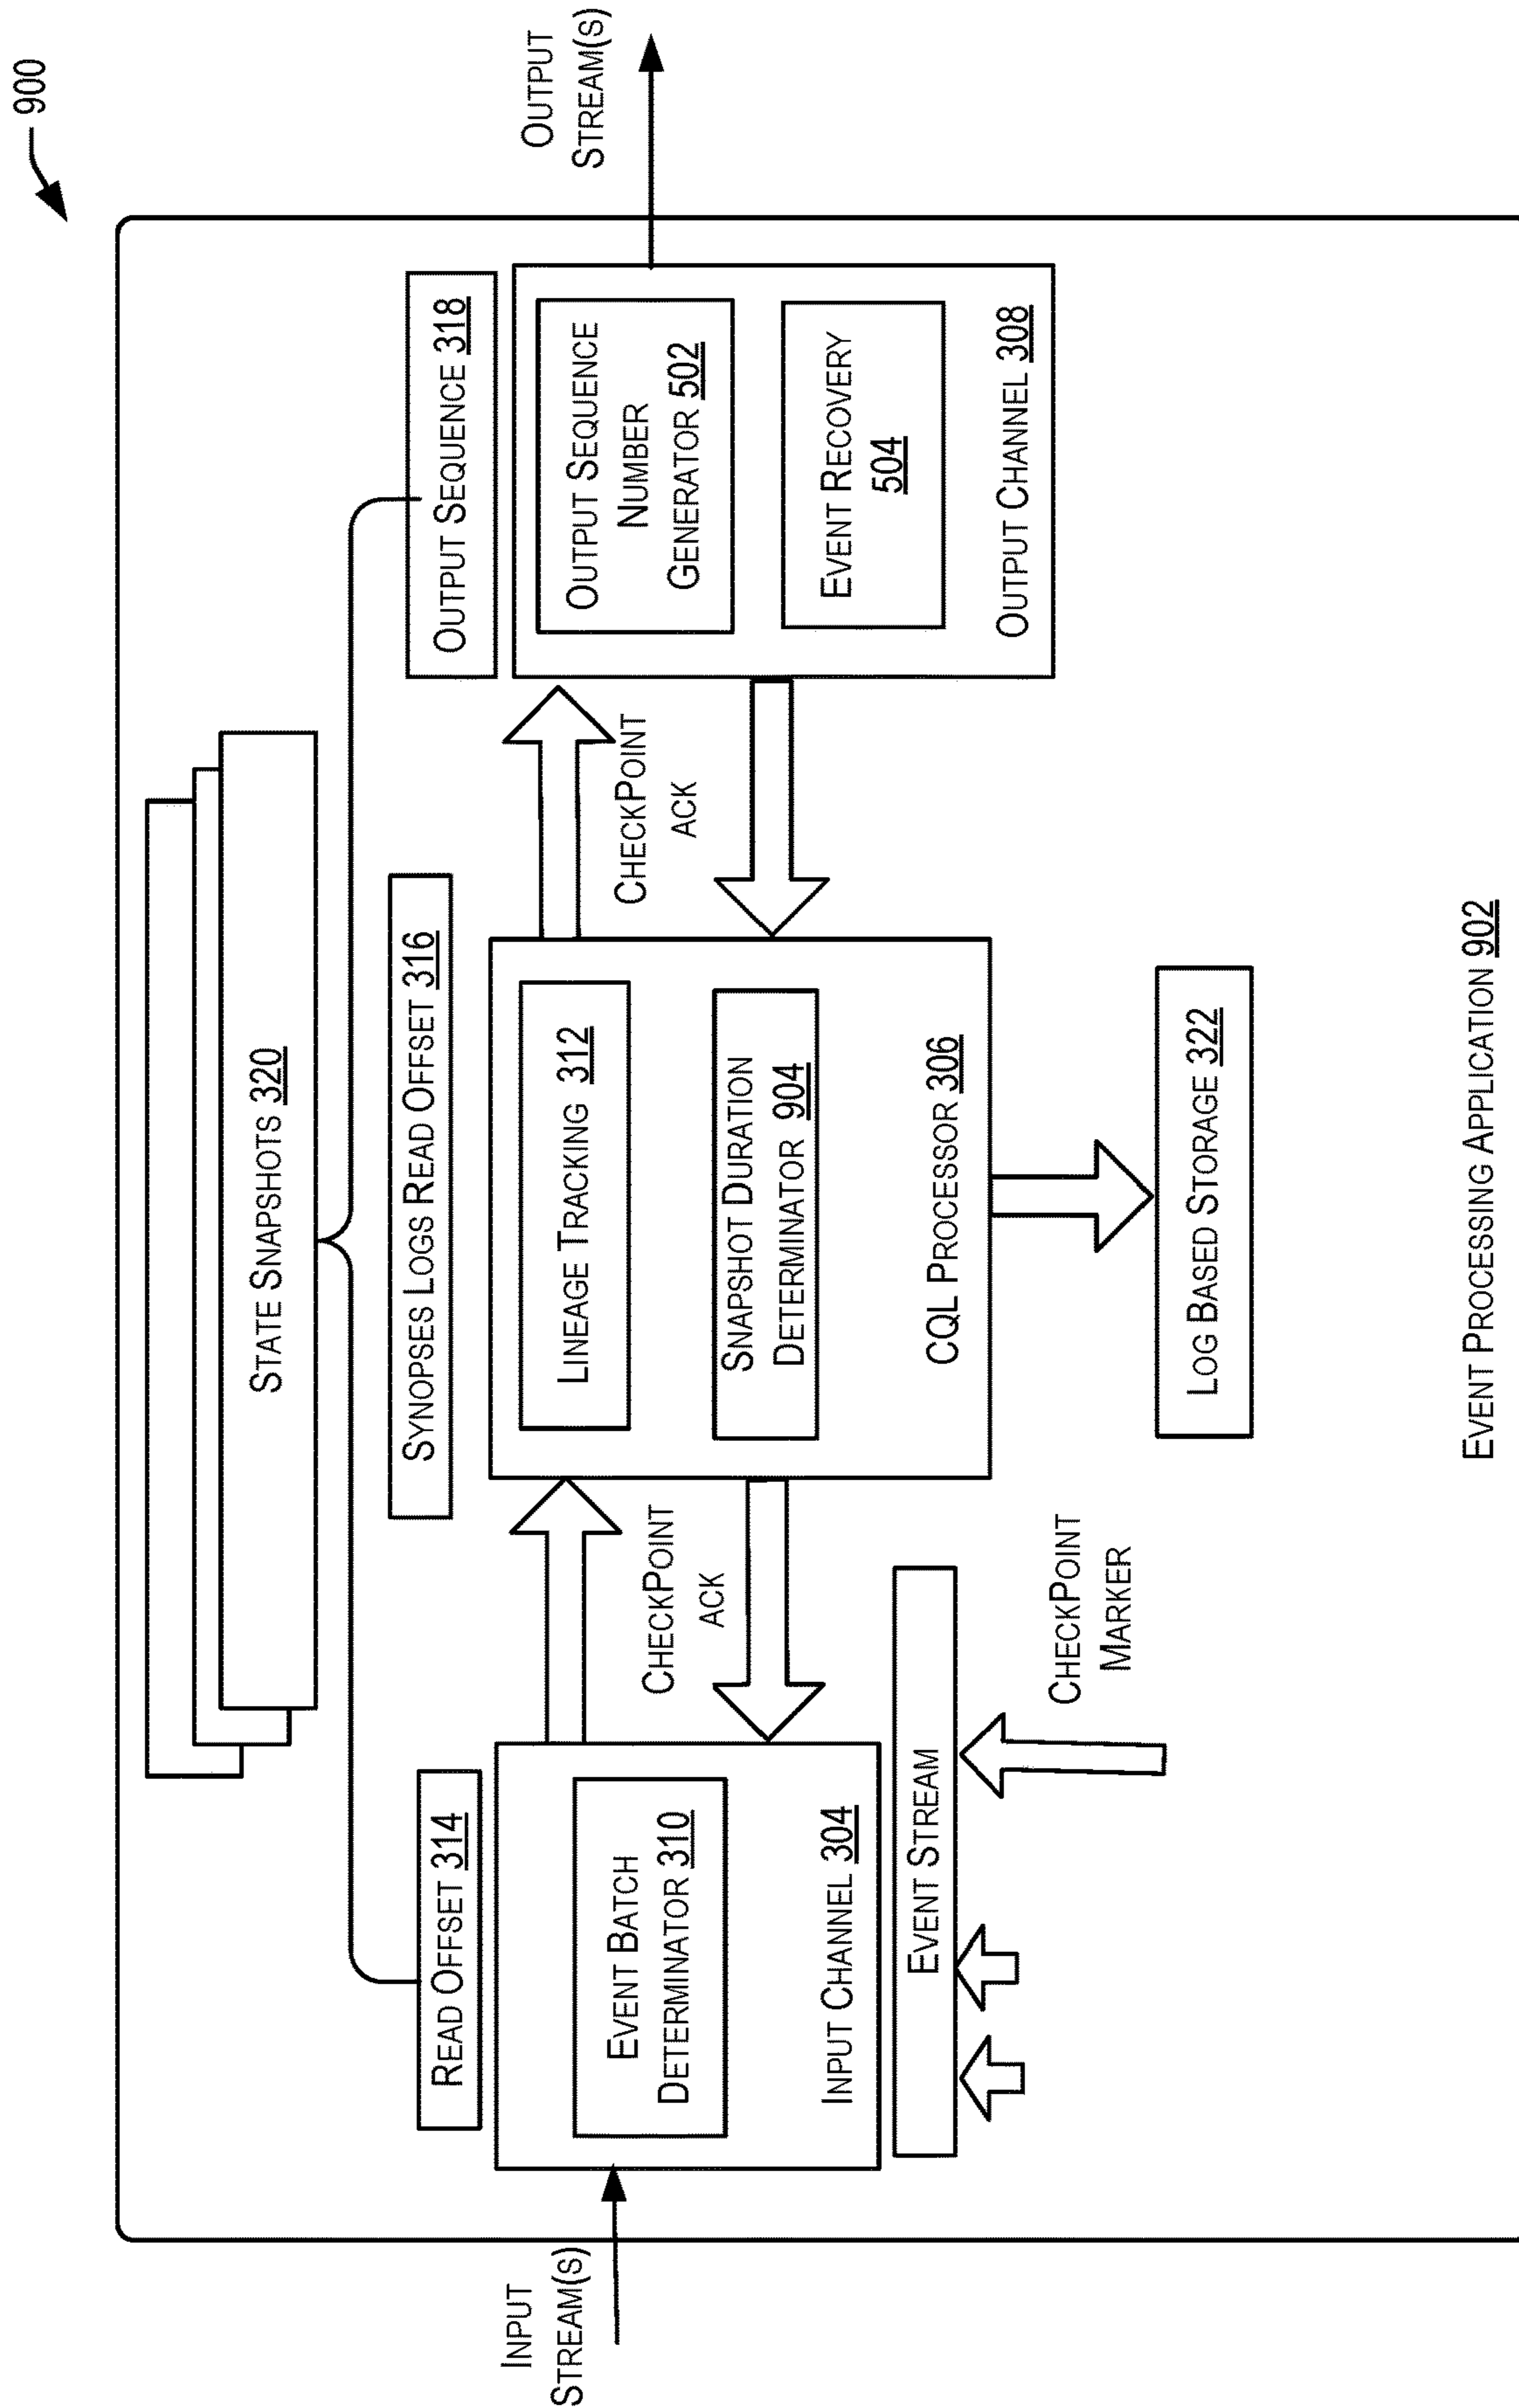 900
STATE SNAPSHOTS 320
READ OFFSET 314
SYNOPSES LOGS READ OFFSET 316
OUTPUT SEQUENCE 318
INPUT
STREAM(S)
EVENT BATCH
DETERMINATOR 310
INPUT CHANNEL 304
EVENT STREAM
CHECKPOINT
MARKER
CHECKPOINT
ACK
LINEAGE TRACKING 312
SNAPSHOT DURATION
DETERMINATOR 904
CQL PROCESSOR 306
LOG BASED STORAGE 322
CHECKPOINT
ACK
OUTPUT SEQUENCE
NUMBER
GENERATOR 502
EVENT RECOVERY
504
OUTPUT CHANNEL 308
OUTPUT
STREAM(S)
EVENT PROCESSING APPLICATION 902